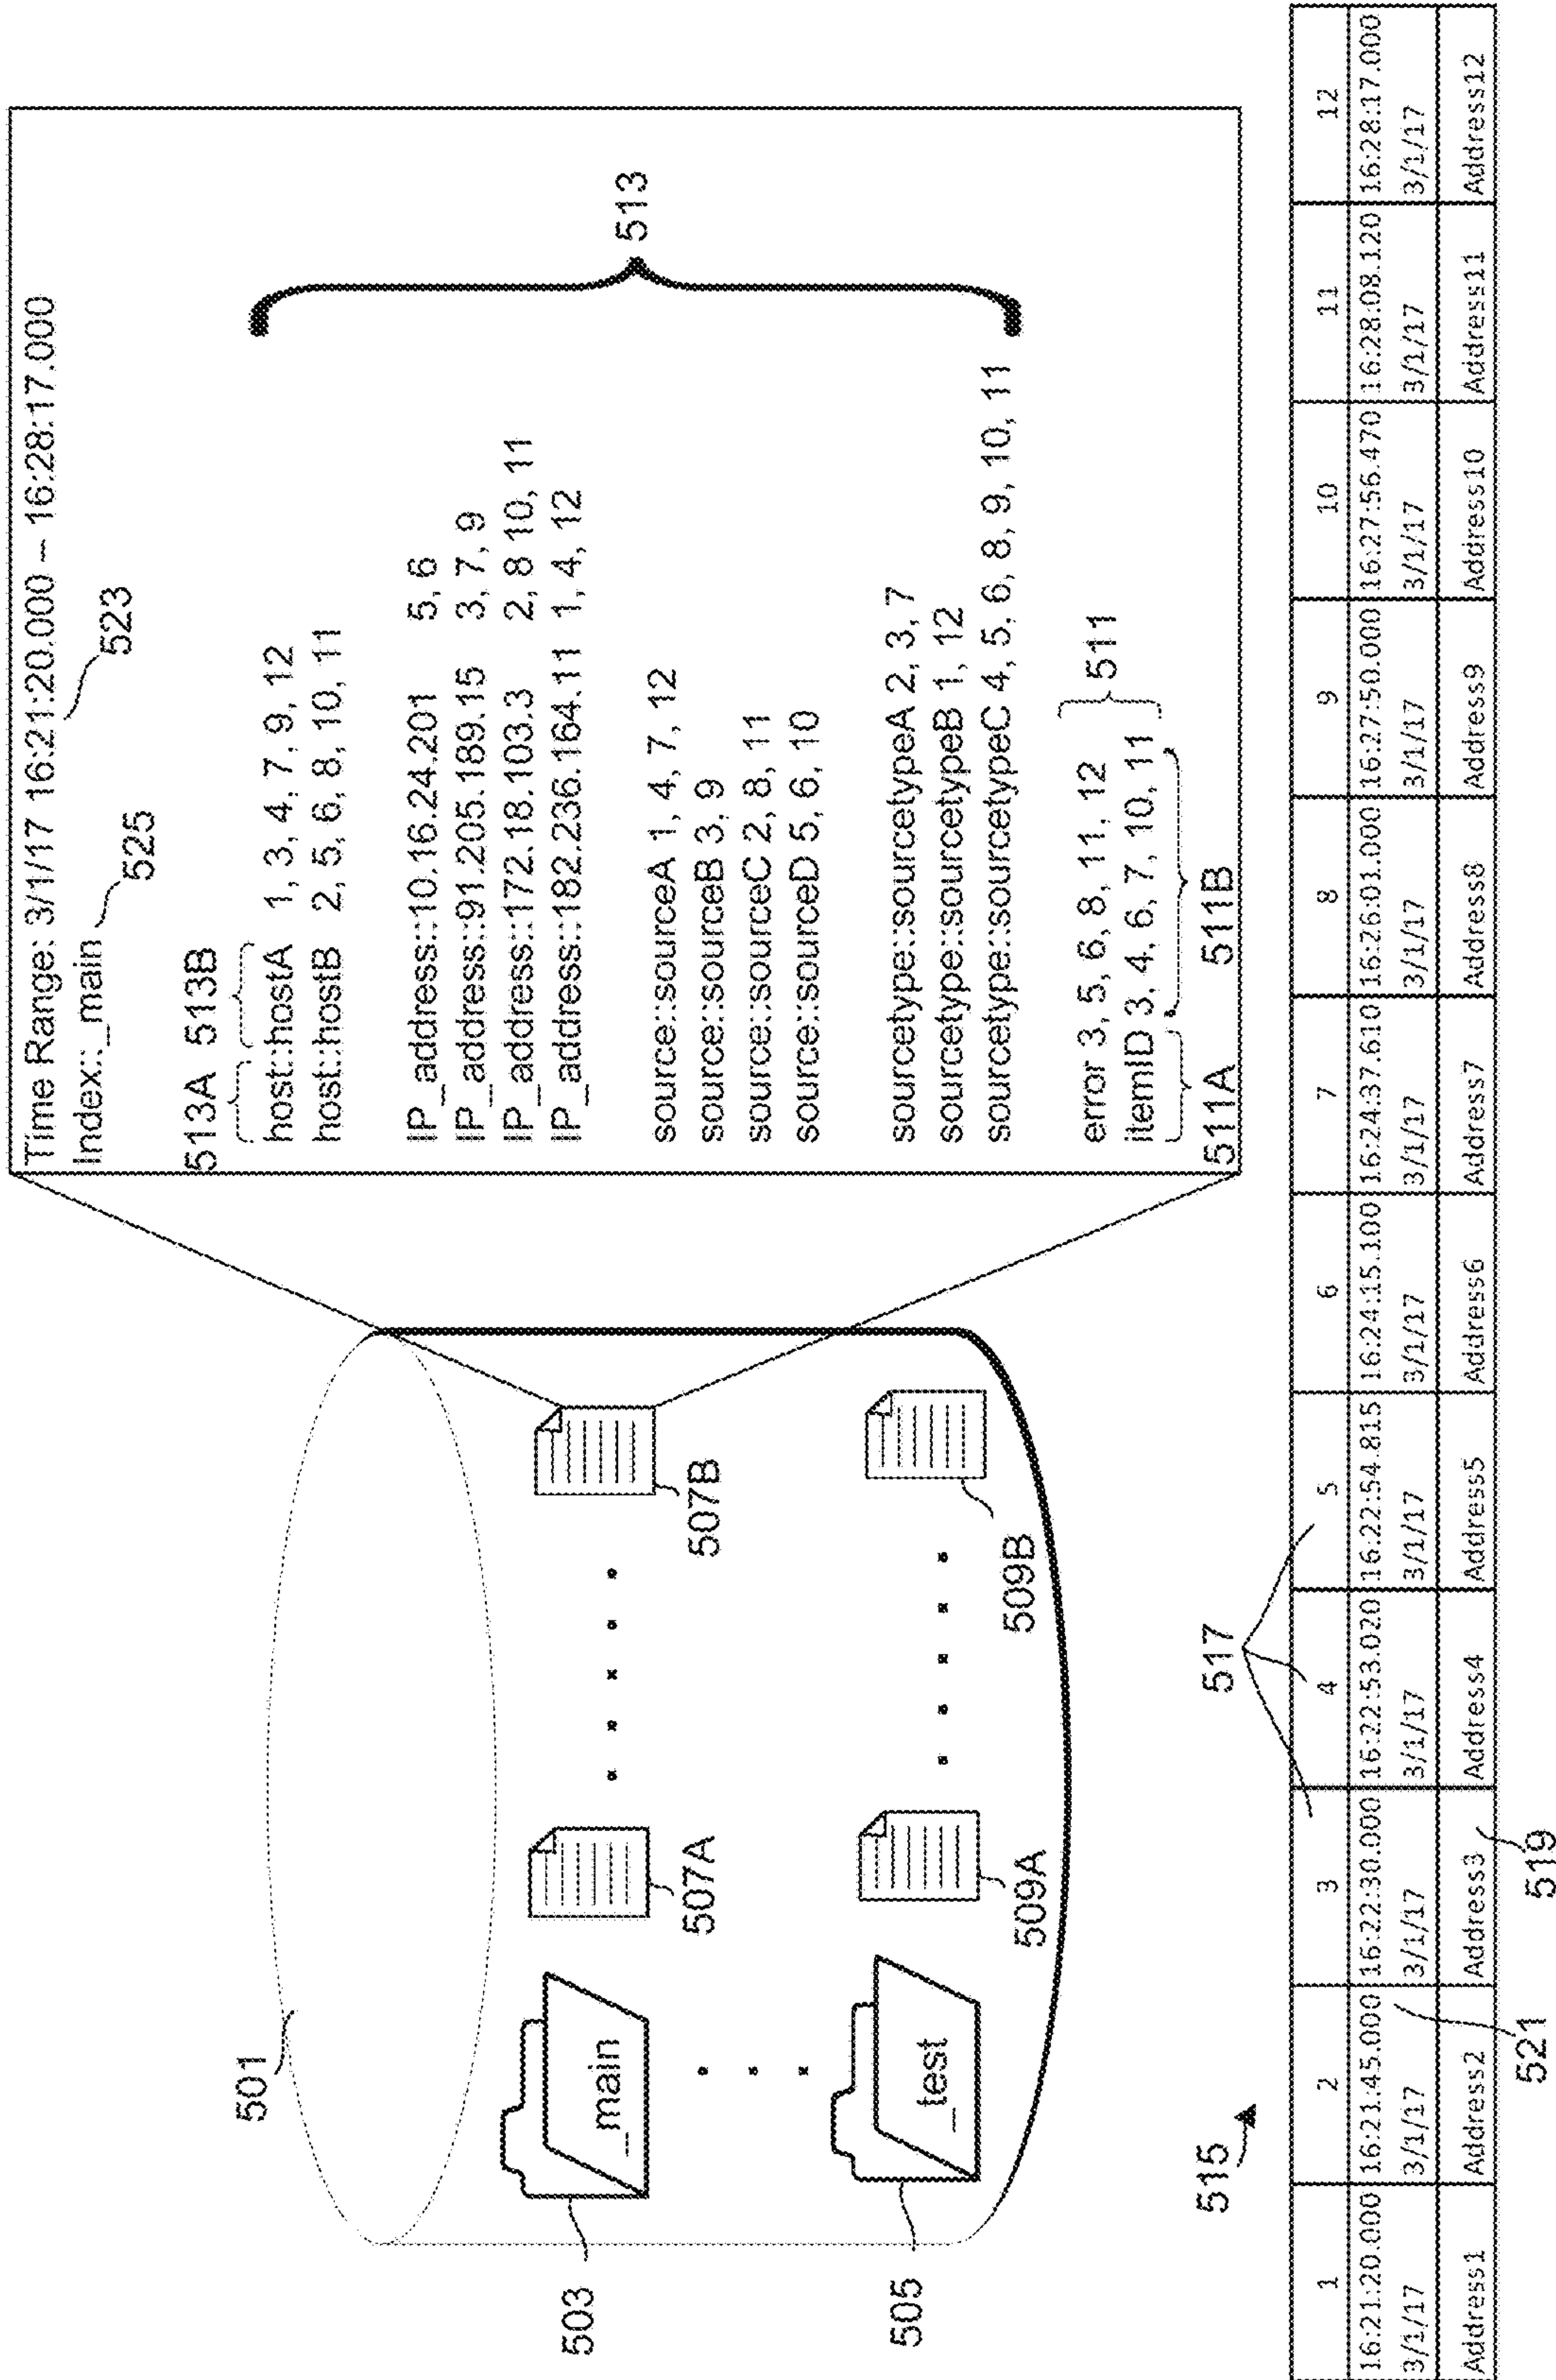 501
503
_main
507A
507B
505
_test
509A
509B
Time Range: 3/1/17 16:21:20.000 – 16:28:17.000
523
Index::_main
525
513A 513B
host::hostA 1, 3, 4, 7, 9, 12
host::hostB 2, 5, 6, 8, 10, 11
IP_address::10.16.24.201 5, 6
IP_address::91.205.189.15 3, 7, 9
IP_address::172.18.103.3 2, 8 10, 11
IP_address::182.236.164.11 1, 4, 12
source::sourceA 1, 4, 7, 12
source::sourceB 3, 9
source::sourceC 2, 8, 11
source::sourceD 5, 6, 10
sourcetype::sourcetypeA 2, 3, 7
sourcetype::sourcetypeB 1, 12
sourcetype::sourcetypeC 4, 5, 6, 8, 9, 10, 11
513
error 3, 5, 6, 8, 11, 12
itemID 3, 4, 6, 7, 10, 11
511
511A 511B
515
517
1 2 3 4 5 6 7 8 9 10 11 12
16:21:20.000 16:21:45.000 16:22:30.000 16:22:53.020 16:22:54.815 16:24:15.100 16:24:37.610 16:26:01.000 16:27:50.000 16:27:56.470 16:28:08.120 16:28:17.000
3/1/17 3/1/17 3/1/17 3/1/17 3/1/17 3/1/17 3/1/17 3/1/17 3/1/17 3/1/17 3/1/17 3/1/17
Address1 Address2 Address3 Address4 Address5 Address6 Address7 Address8 Address9 Address10 Address11 Address12
521
519